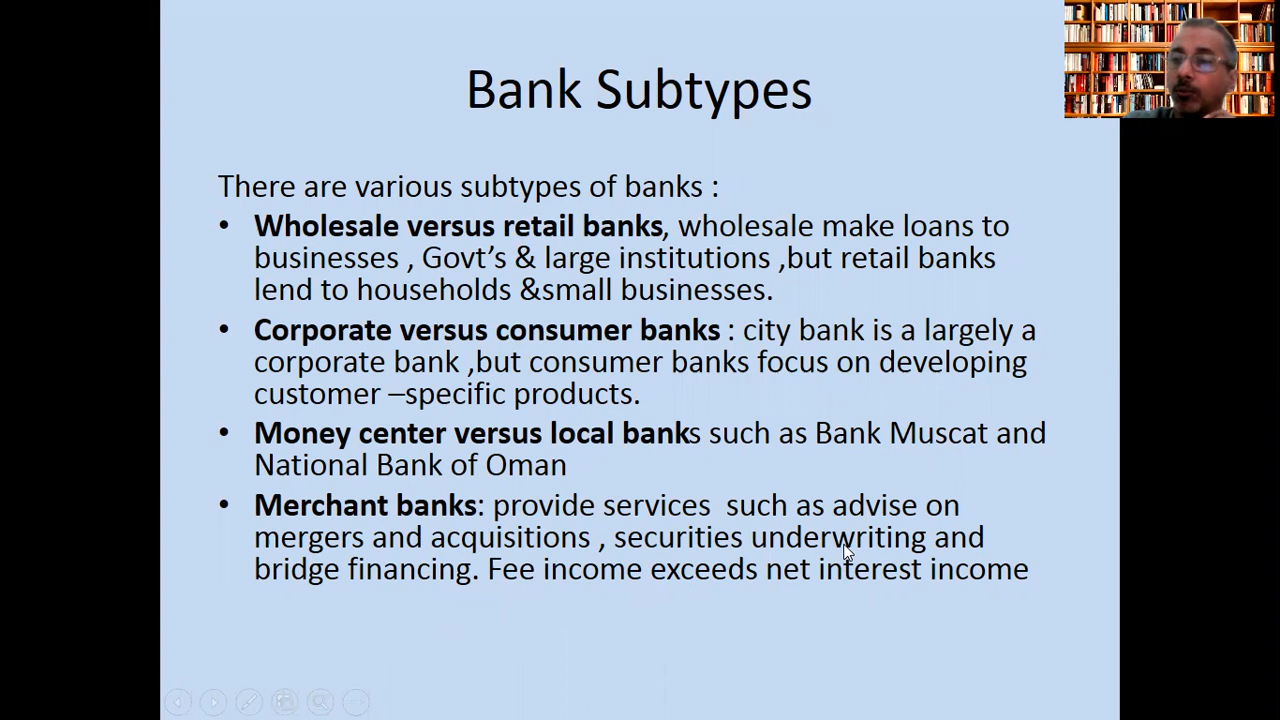 Bank Subtypes
There are various subtypes of banks :
• Wholesale versus retail banks, wholesale make loans to
businesses , Govt’s & large institutions ,but retail banks
lend to households &small businesses.
• Corporate versus consumer banks : city bank is a largely a
corporate bank ,but consumer banks focus on developing
customer –specific products.
• Money center versus local banks such as Bank Muscat and
National Bank of Oman
• Merchant banks: provide services  such as advise on
mergers and acquisitions , securities underwriting and
bridge financing. Fee income exceeds net interest income